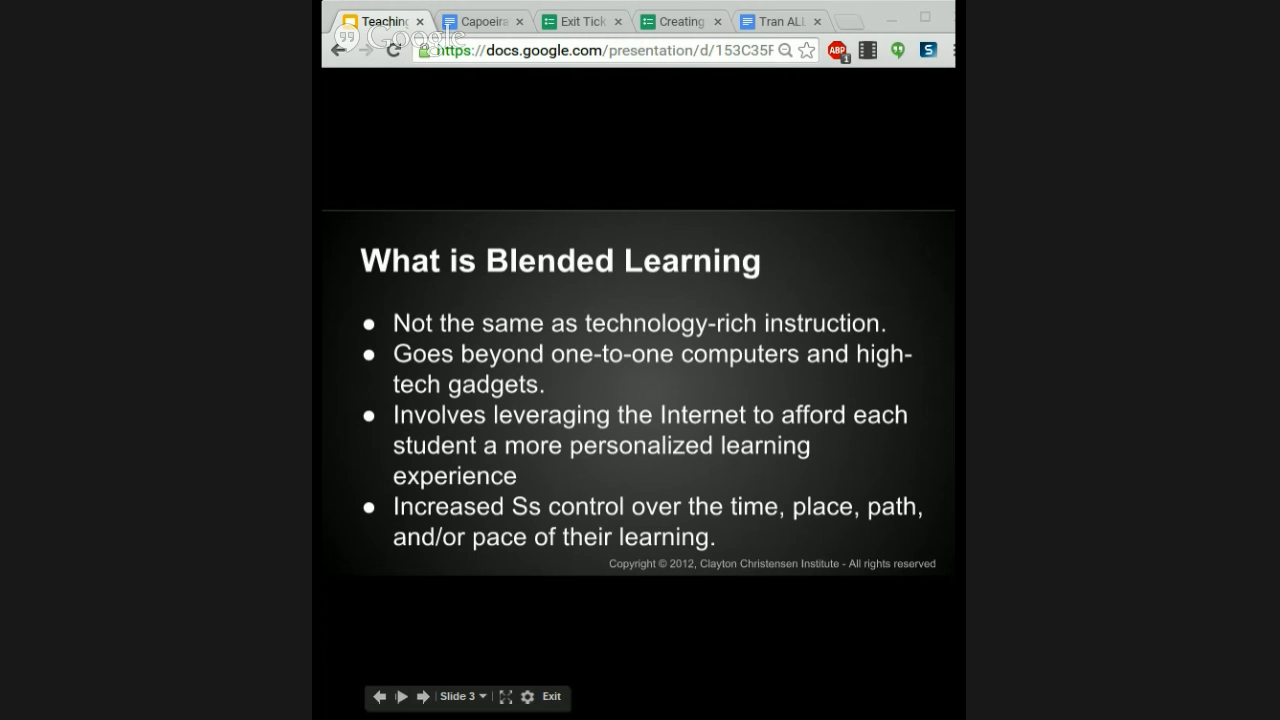 Teaching
Capoeira
Exit Tick
Creating
Tran ALL
Google
https://docs.google.com/presentation/d/153C35F
ABP
1
S
What is Blended Learning
● Not the same as technology-rich instruction.
● Goes beyond one-to-one computers and high-
tech gadgets.
● Involves leveraging the Internet to afford each
student a more personalized learning
experience
● Increased Ss control over the time, place, path,
and/or pace of their learning.
Copyright © 2012, Clayton Christensen Institute - All rights reserved
Slide 3
Exit